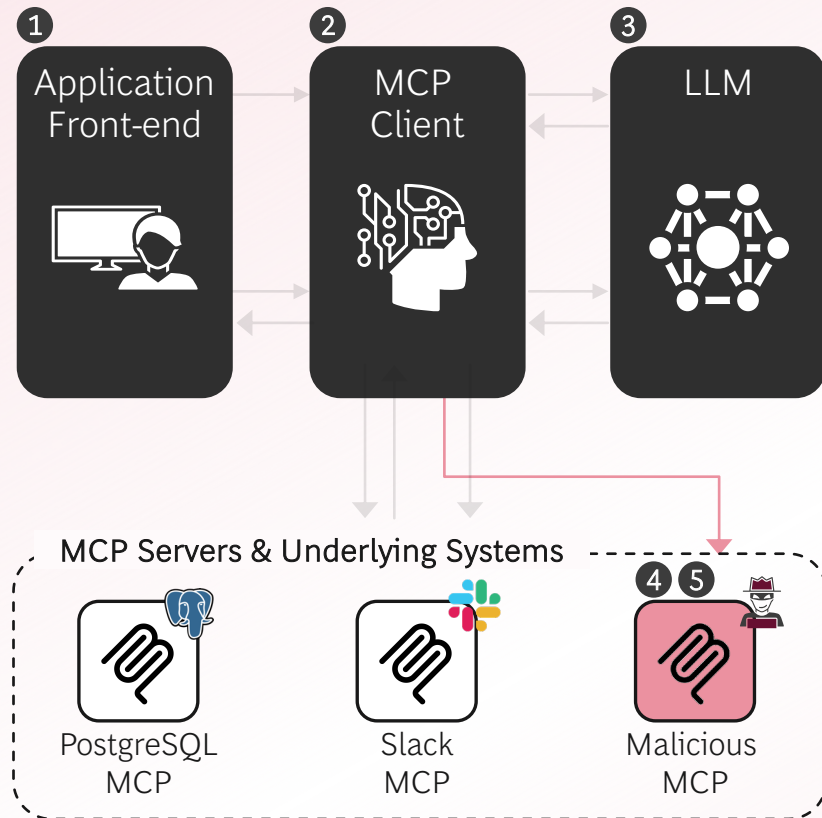 1
2
3
Application
Front-end
MCP
Client
LLM
MCP Servers & Underlying Systems
4 5
PostgreSQL
MCP
Slack
MCP
Malicious
MCP